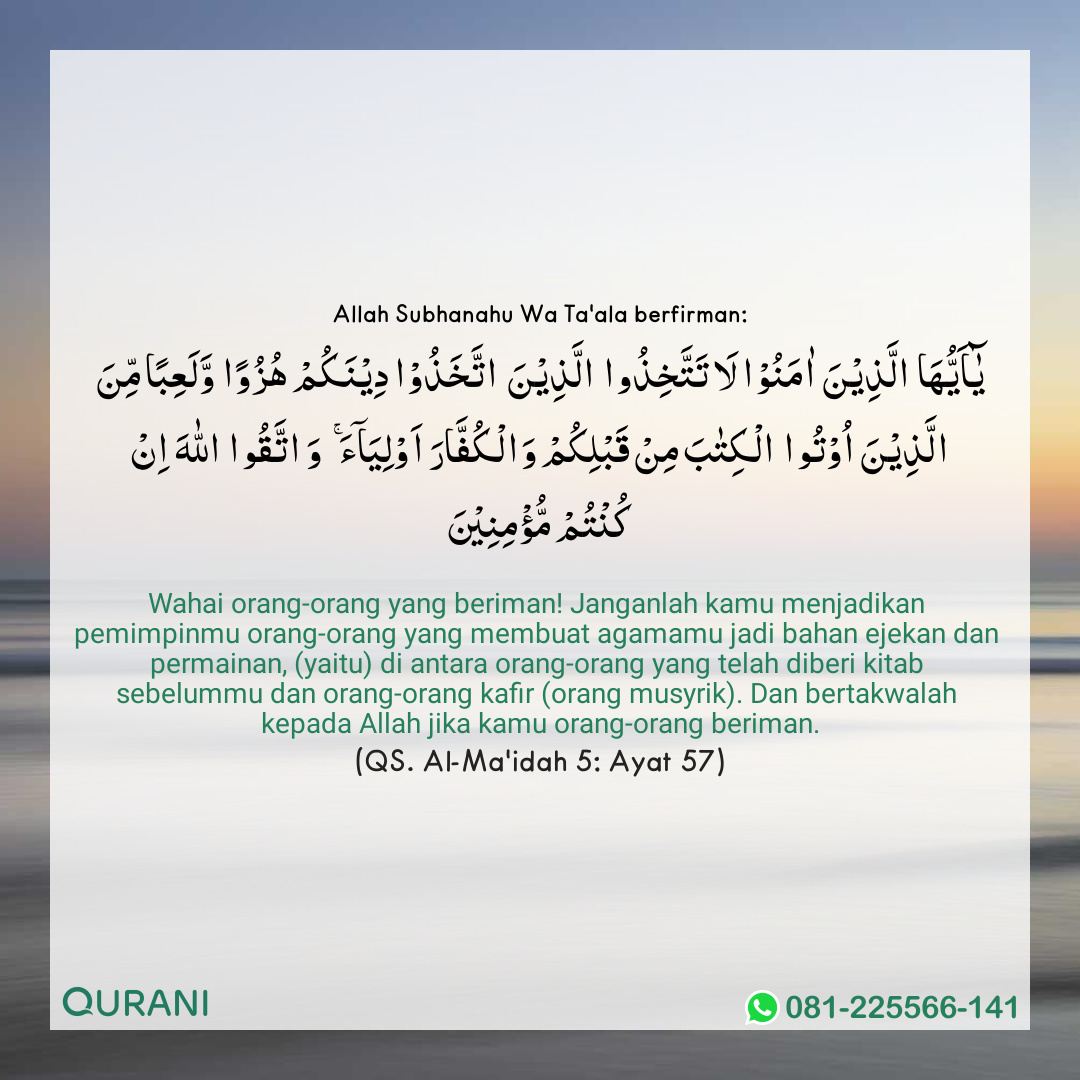 Allah Subhanahu Wa Ta'ala berfirman:
يٰۤاَيُّهَا الَّذِيْنَ اٰمَنُوْا لَا تَتَّخِذُوا الَّذِيْنَ اتَّخَذُوْا دِيْنَكُمْ هُزُوًا وَّلَعِبًا مِّنَ
الَّذِيْنَ اُوْتُوا الْكِتٰبَ مِنْ قَبْلِكُمْ وَالْكُفَّارَ اَوْلِيَآءَ ۚ وَاتَّقُوا اللّٰهَ اِنْ
كُنْتُمْ مُّؤْمِنِيْنَ
Wahai orang-orang yang beriman! Janganlah kamu menjadikan
pemimpinmu orang-orang yang membuat agamamu jadi bahan ejekan dan
permainan, (yaitu) di antara orang-orang yang telah diberi kitab
sebelummu dan orang-orang kafir (orang musyrik). Dan bertakwalah
kepada Allah jika kamu orang-orang beriman.
(QS. Al-Ma'idah 5: Ayat 57)
QURANI
081-225566-141